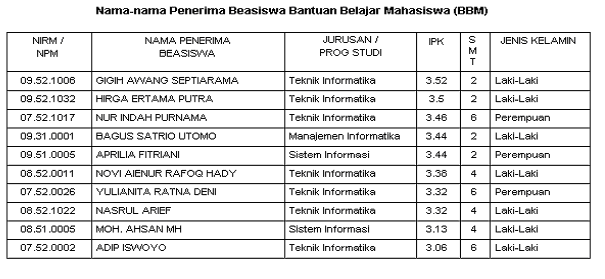 Nama-nama Penerima Beasiswa Bantuan Belajar Mahasiswa (BBM)
NIRM / NPM NAMA PENERIMA BEASISWA JURUSAN / PROG STUDI IPK SMT JENIS KELAMIN
09.52.1006 GIGIH AWANG SEPTIARAMA Teknik Informatika 3.52 2 Laki-Laki
09.52.1032 HIRGA ERTAMA PUTRA Teknik Informatika 3.5 2 Laki-Laki
07.52.1017 NUR INDAH PURNAMA Teknik Informatika 3.46 6 Perempuan
09.31.0001 BAGUS SATRIO UTOMO Manajemen Informatika 3.44 2 Laki-Laki
09.51.0005 APRILIA FITRIANI Sistem Informasi 3.44 2 Perempuan
08.52.0011 NOVI AIENUR RAFOQ HADY Teknik Informatika 3.38 4 Laki-Laki
07.52.0026 YULIANITA RATNA DENI Teknik Informatika 3.32 6 Perempuan
08.52.1022 NASRUL ARIEF Teknik Informatika 3.32 4 Laki-Laki
08.51.0005 MOH. AHSAN MH Sistem Informasi 3.13 4 Laki-Laki
07.52.0002 ADIP ISWOYO Teknik Informatika 3.06 6 Laki-Laki